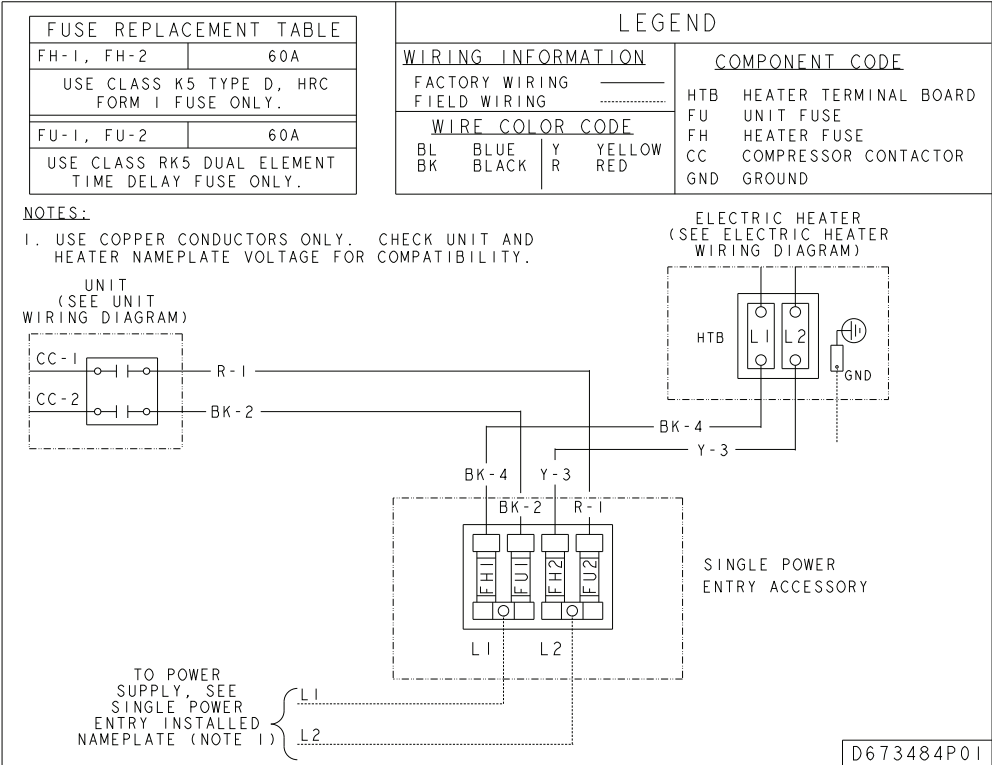 FUSE REPLACEMENT TABLE
FH-1, FH-2 60A
USE CLASS K5 TYPE D, HRC
FORM I FUSE ONLY.
FU-1, FU-2 60A
USE CLASS RK5 DUAL ELEMENT
TIME DELAY FUSE ONLY.
LEGEND
WIRING INFORMATION
FACTORY WIRING
FIELD WIRING
WIRE COLOR CODE
BL BLUE Y YELLOW
BK BLACK R RED
COMPONENT CODE
HTB HEATER TERMINAL BOARD
FU UNIT FUSE
FH HEATER FUSE
CC COMPRESSOR CONTACTOR
GND GROUND
NOTES:
1. USE COPPER CONDUCTORS ONLY. CHECK UNIT AND
HEATER NAMEPLATE VOLTAGE FOR COMPATIBILITY.
UNIT
(SEE UNIT
WIRING DIAGRAM)
CC-1
CC-2
R-1
BK-2
ELECTRIC HEATER
(SEE ELECTRIC HEATER
WIRING DIAGRAM)
HTB
L1
L2
GND
BK-4
Y-3
BK-4
Y-3
BK-2
R-1
FH1
FU1
FH2
FU2
L1
L2
SINGLE POWER
ENTRY ACCESSORY
TO POWER
SUPPLY, SEE
SINGLE POWER
ENTRY INSTALLED
NAMEPLATE (NOTE 1)
L1
L2
D673484P01